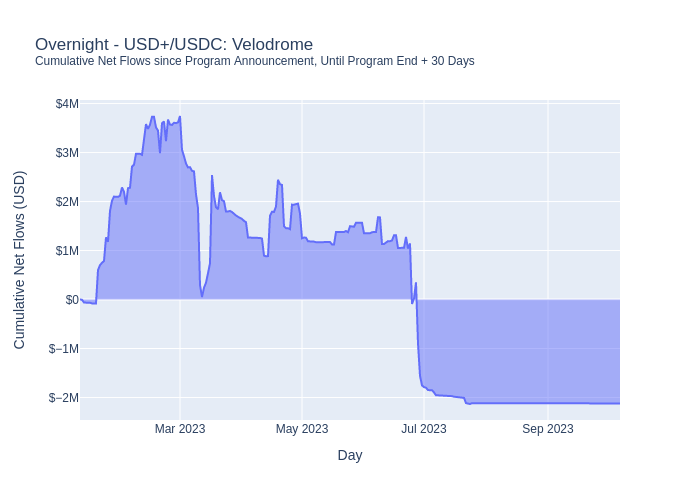 Overnight - USD+/USDC: Velodrome
Cumulative Net Flows since Program Announcement, Until Program End + 30 Days
$4M
$3M
$2M
$1M
$0
$−1M
$−2M
Cumulative Net Flows (USD)
Mar 2023
May 2023
Jul 2023
Sep 2023
Day